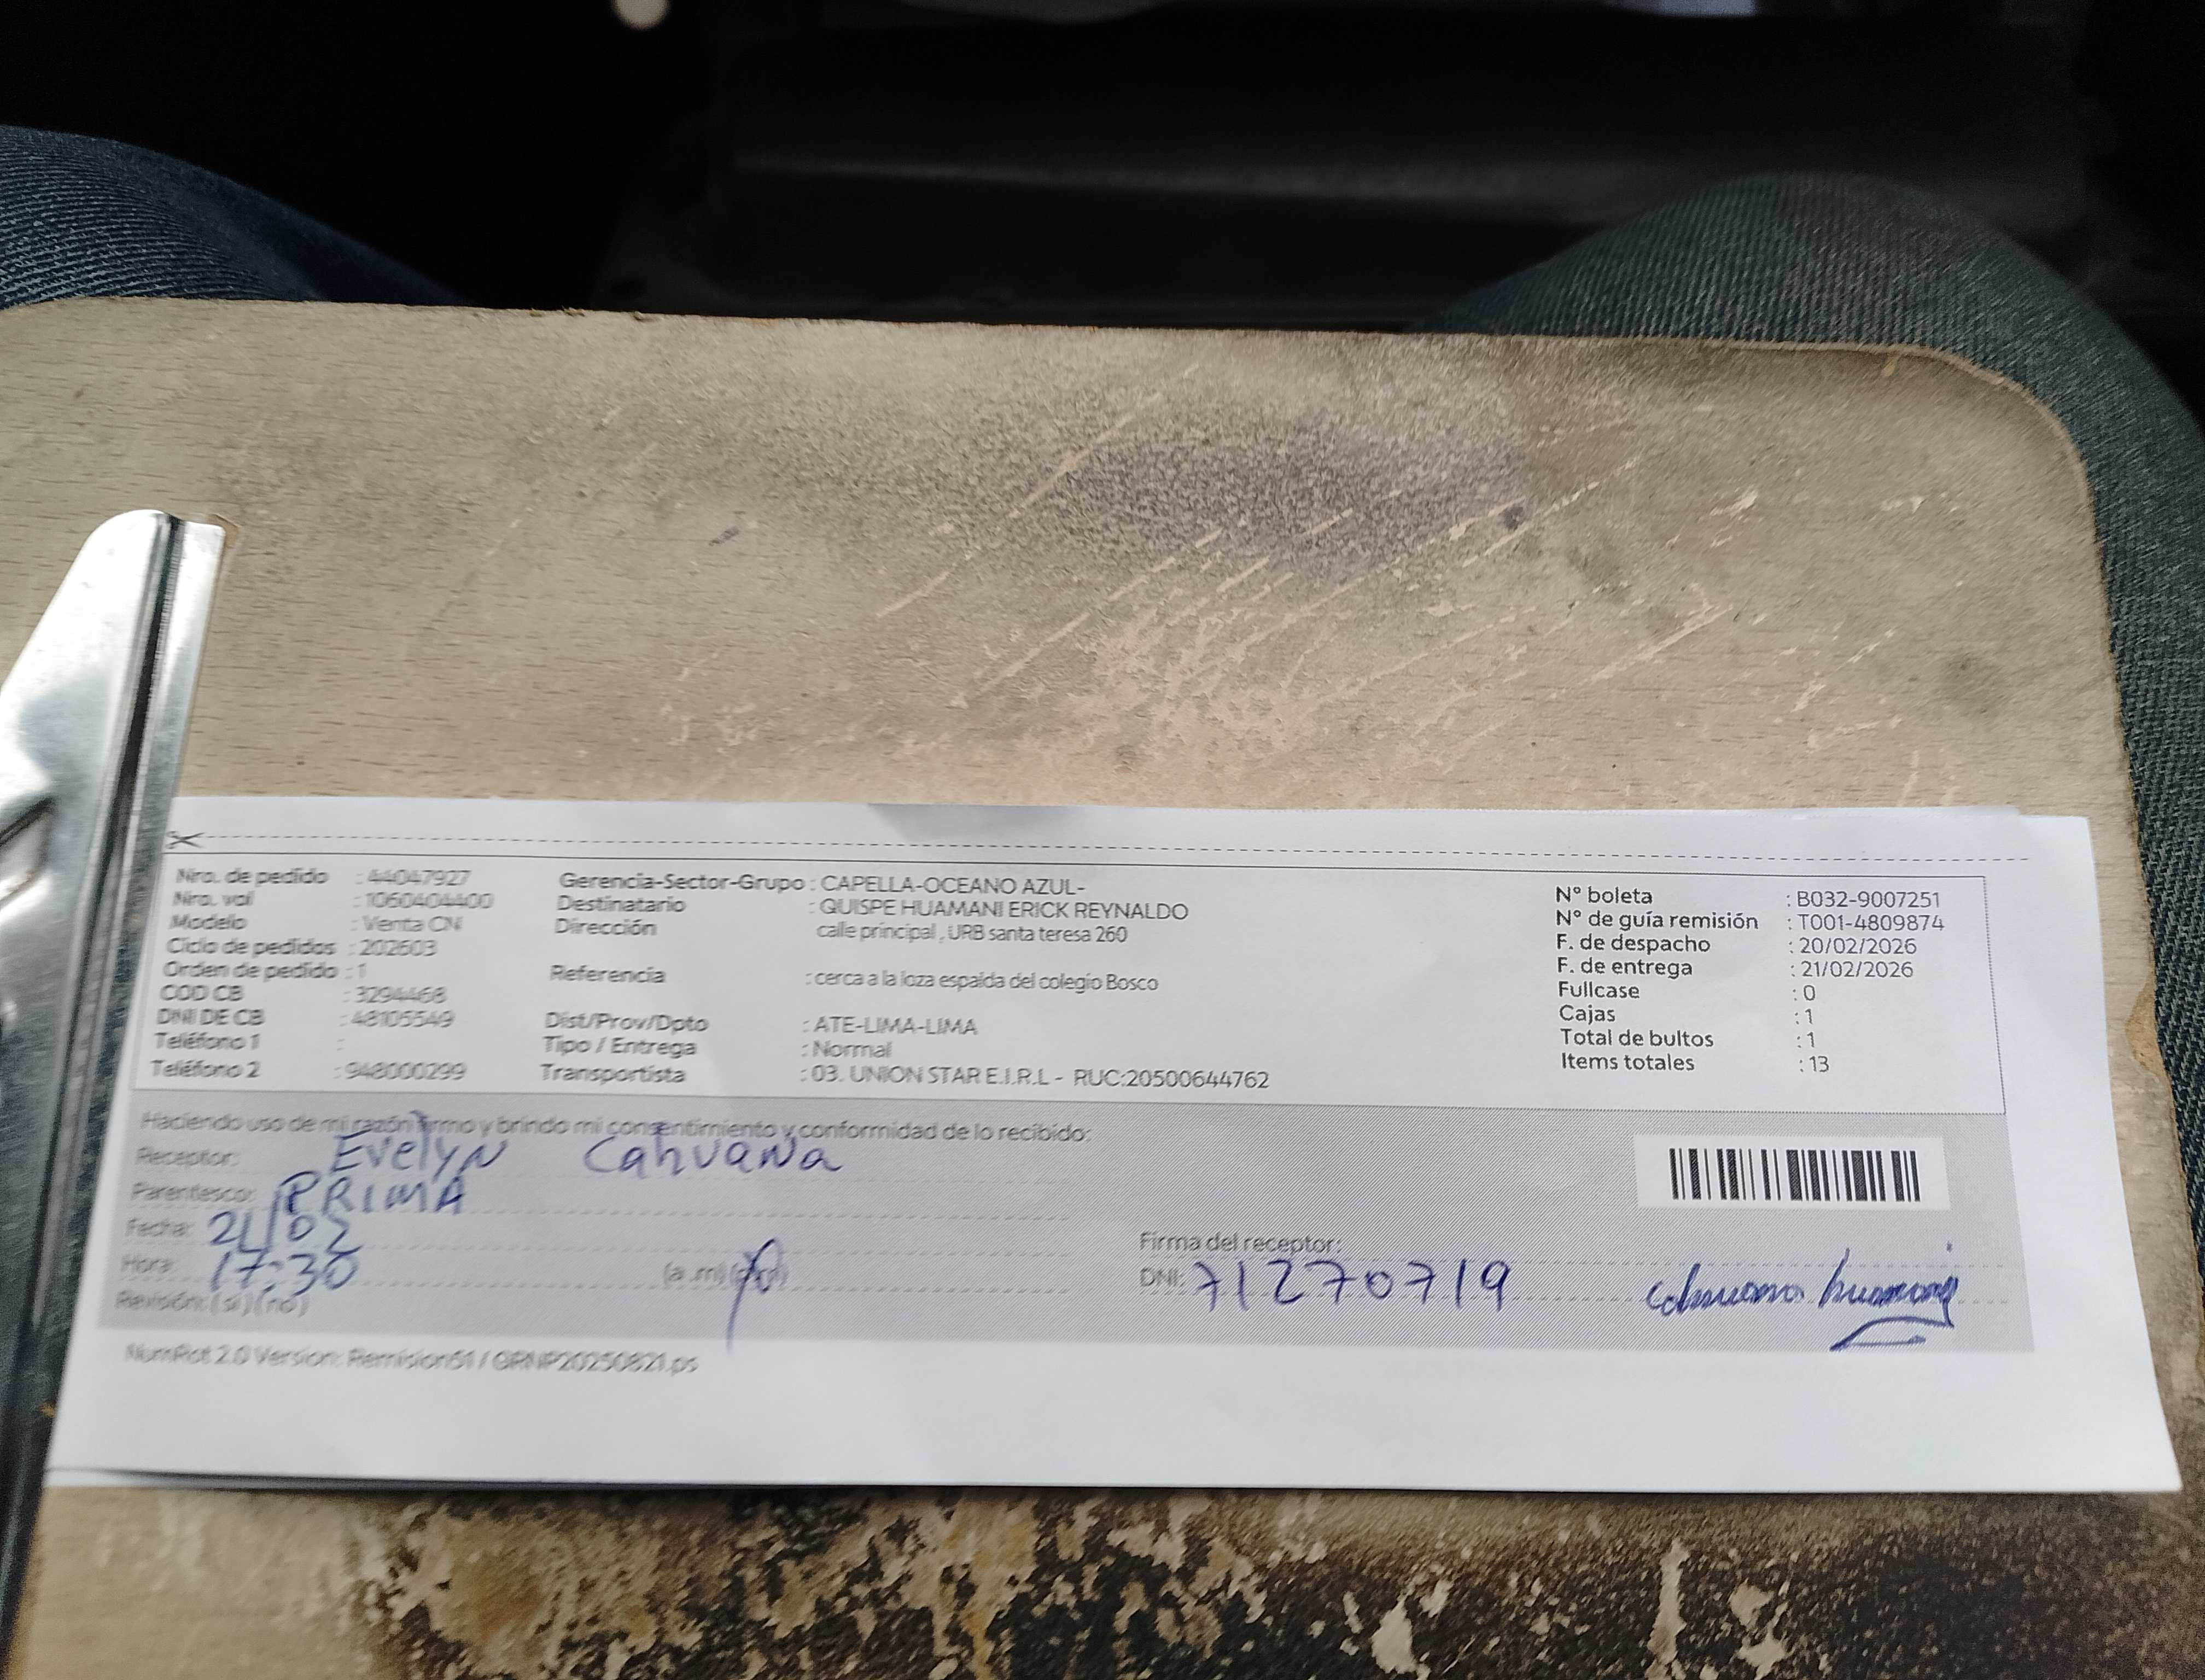 Nro. de pedido : 44047927
Nro. val : 1060404400
Modelo : Venta CN
Ciclo de pedidos : 202603
Orden de pedido : 1
COD CB : 3294468
DNI DE CB : 48105549
Teléfono 1 :
Teléfono 2 : 948000299
Gerencia-Sector-Grupo : CAPELLA-OCEANO AZUL-
Destinatario : QUISPE HUAMANI ERICK REYNALDO
Dirección calle principal , URB santa teresa 260
Referencia : cerca a la loza espalda del colegio Bosco
Dist/Prov/Dpto : ATE-LIMA-LIMA
Tipo / Entrega : Normal
Transportista : 03. UNION STAR E.I.R.L - RUC:20500644762
N° boleta : B032-9007251
N° de guía remisión : T001-4809874
F. de despacho : 20/02/2026
F. de entrega : 21/02/2026
Fullcase : 0
Cajas : 1
Total de bultos : 1
Items totales : 13
Haciendo uso de mi razón firmo y brindo mi consentimiento y conformidad de lo recibido:
Receptor: Evelyn Cahuana
Parentesco: PRIMA
Fecha: 21/02
Hora: 17:30 (a .m) (p.m)
Revisión: ( si ) ( no )
Firma del receptor:
DNI: 71270719 cahuana huamani
NumRot 2.0 Version: Remision51 / GRNP20250821.ps